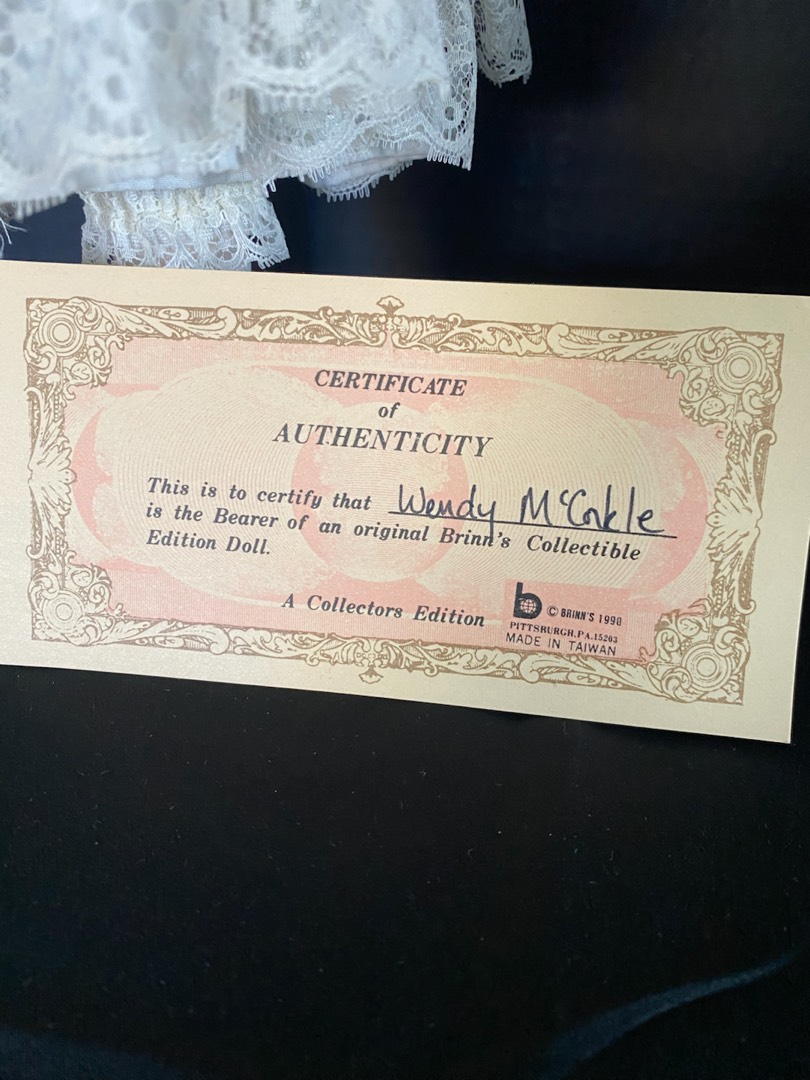 CERTIFICATE
of
AUTHENTICITY
This is to certify that Wendy McCorkle
is the Bearer of an original Brinn's Collectible
Edition Doll.
A Collectors Edition
b © BRINN'S 1990
PITTSBURGH, PA. 15203
MADE IN TAIWAN